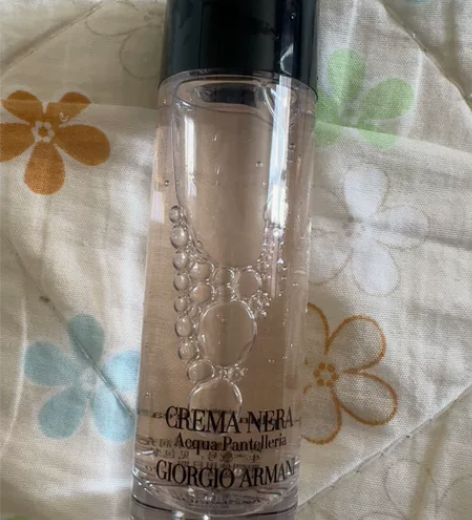 CREMA NERA
Acqua Pantelleria
GIORGIO ARMANI